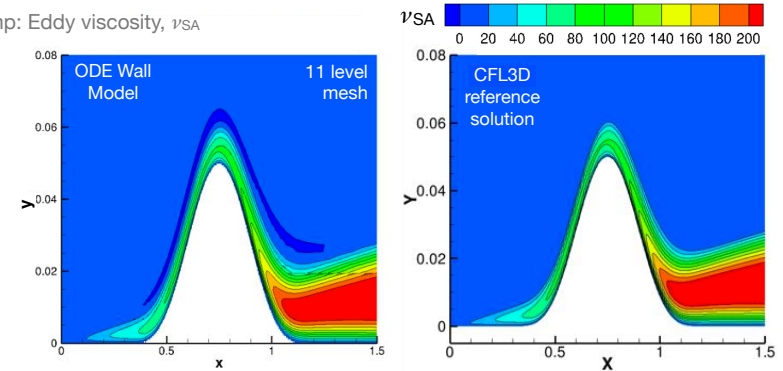 mp: Eddy viscosity, νSA
νSA
0 20 40 60 80 100 120 140 160 180 200
ODE Wall
Model
11 level
mesh
y
0.08
0.06
0.04
0.02
0
0 0.5 1 1.5
x
CFL3D
reference
solution
Y
0.08
0.06
0.04
0.02
0
0 0.5 1 1.5
X